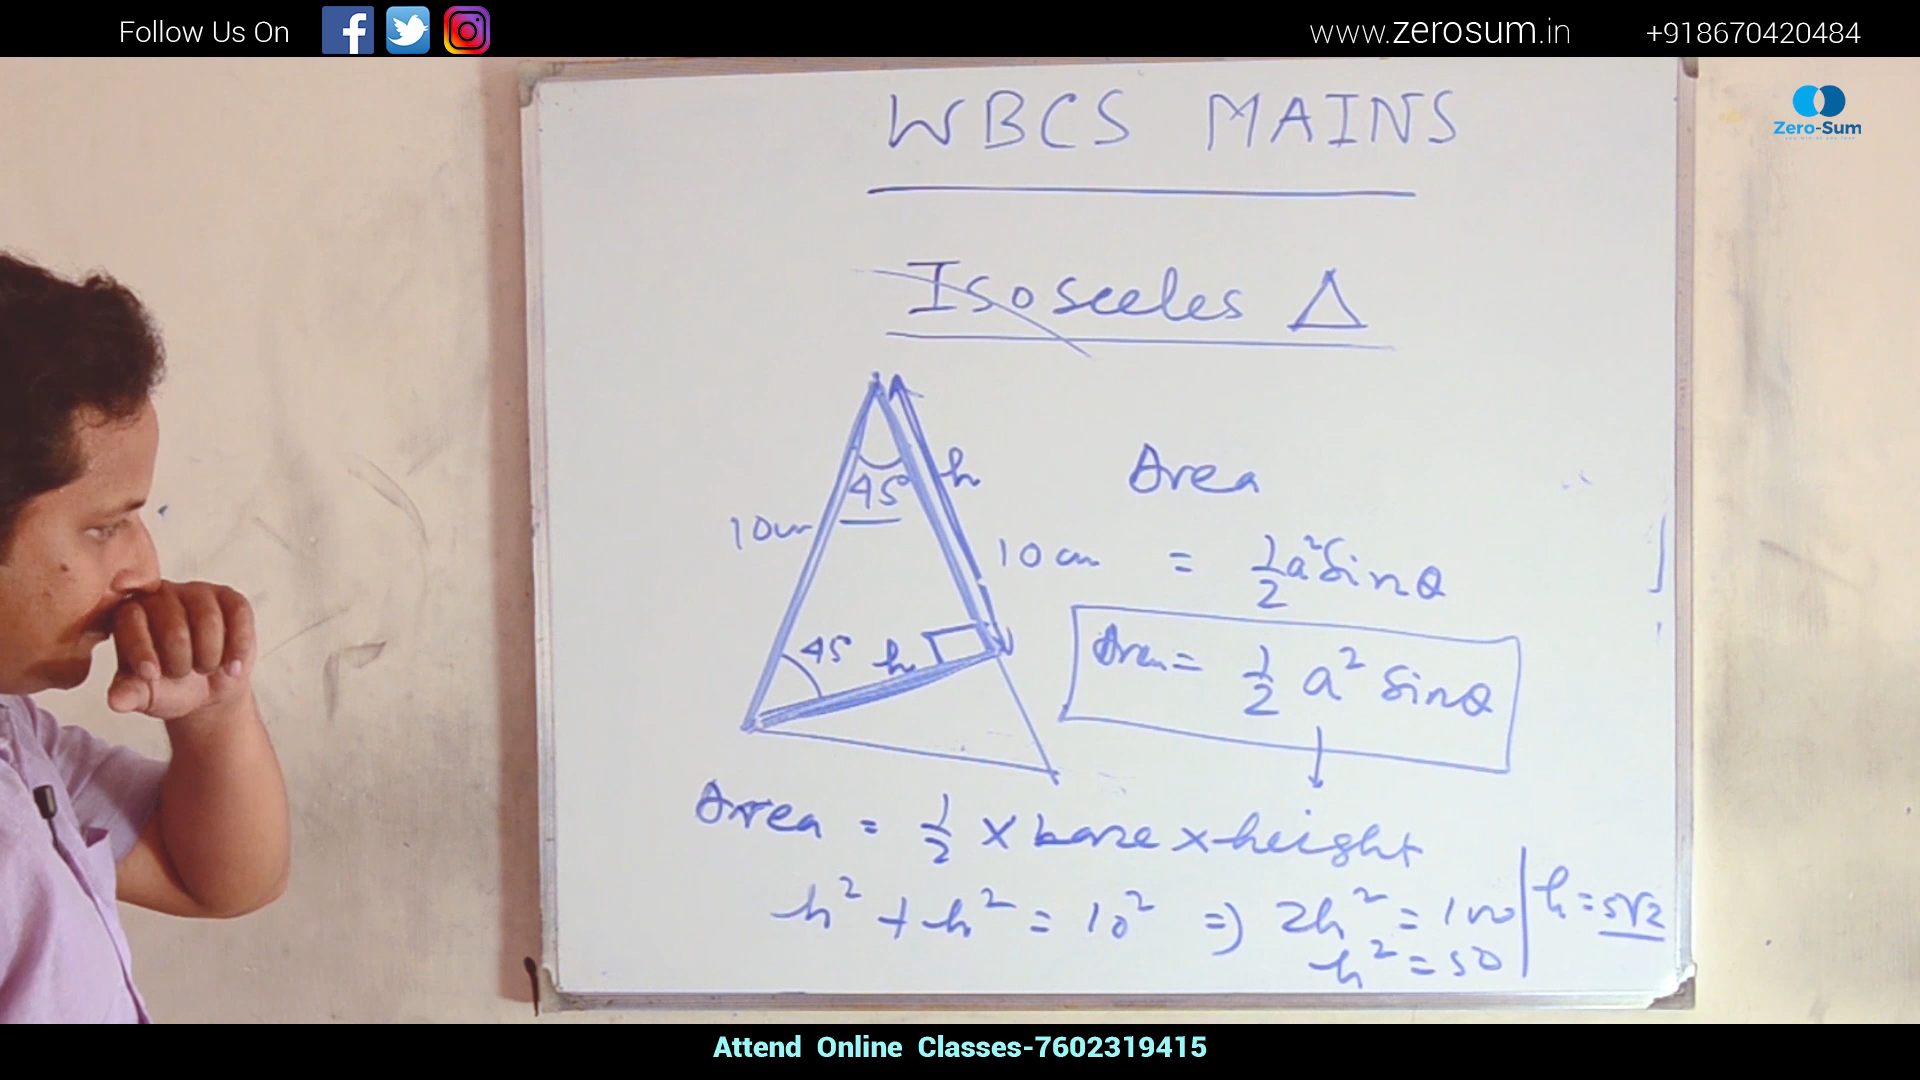 Follow Us On
www.zerosum.in
+918670420484
Zero-Sum
WBCS MAINS
Isosceles Δ
45
h
10cm
10 cm
45
h
Area
= 1/2 a² Sinθ
Area = 1/2 a² Sinθ
Area = 1/2 × base × height
h² + h² = 10² => 2h² = 100
h = 5√2
h² = 50
Attend Online Classes-7602319415